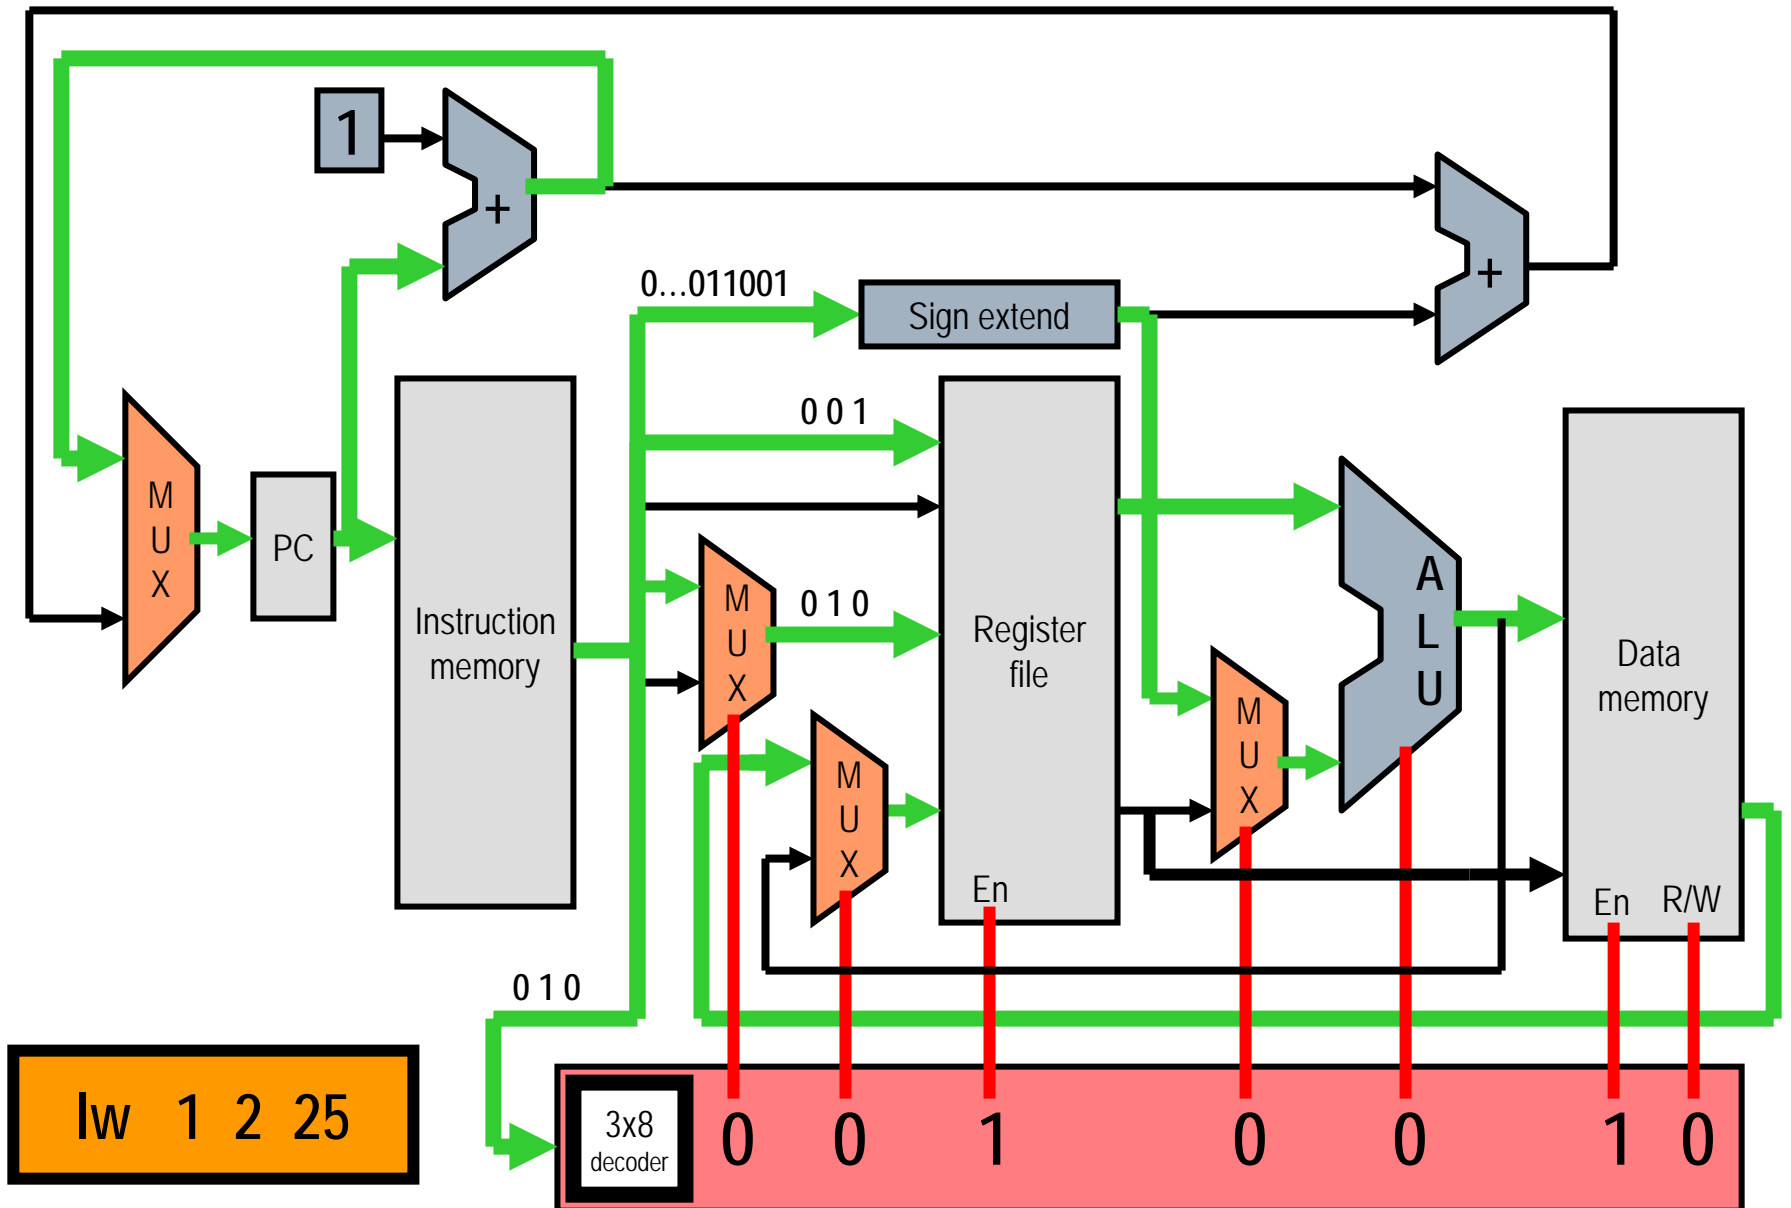 1
+
+
0...011001
Sign extend
0 0 1
M
U
X
PC
Instruction
memory
M
U
X
0 1 0
Register
file
En
M
U
X
M
U
X
A
L
U
Data
memory
En R/W
0 1 0
lw 1 2 25
3x8
decoder
0 0 1 0 0 1 0